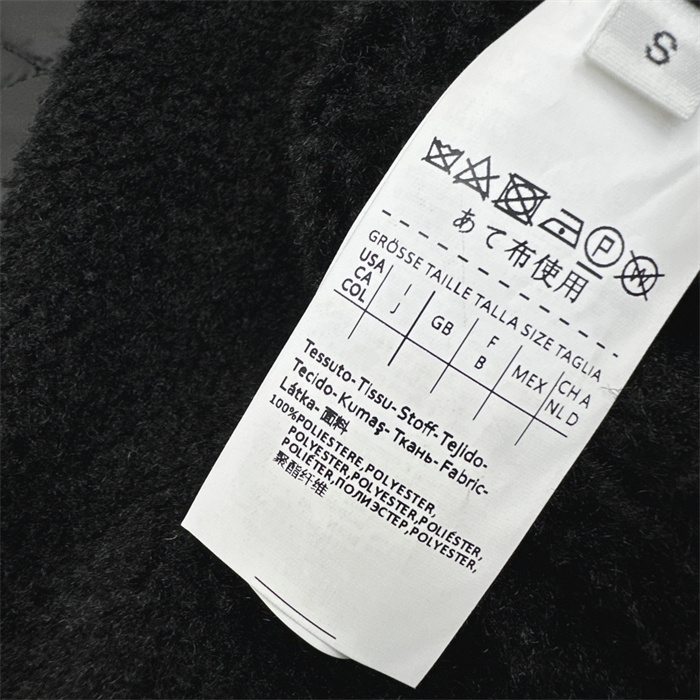 S
あて布使用
GRÖSSE TAILLE TALLA SIZE TAGLIA
USA CA COL
I J
GB
F B
MEX
CH A NL D
Tessuto-Tissu-Stoff-Tejido-
Tecido-Kumaş-Ткань-Fabric-
Látka-面料
100%POLIESTERE,POLYESTER,
POLYESTER,POLYESTER,POLIÉSTER,
POLIÉTER,ПОЛИЭСТЕР,POLYESTER,
聚酯纤维